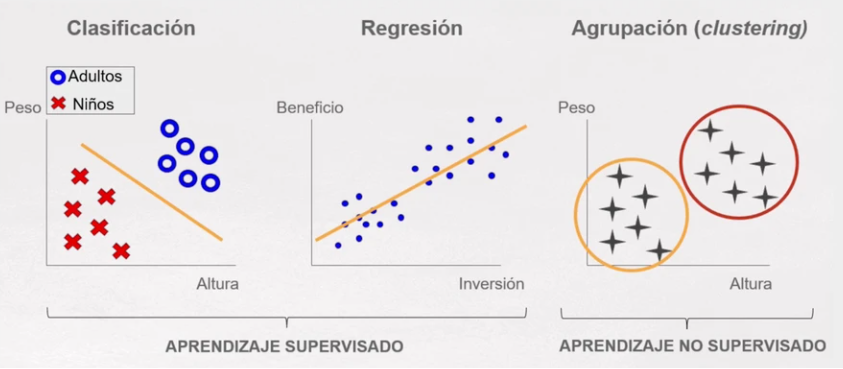 Clasificación
Regresión
Agrupación (clustering)
Adultos
Niños
Peso
Altura
Beneficio
Inversión
Peso
Altura
APRENDIZAJE SUPERVISADO
APRENDIZAJE NO SUPERVISADO